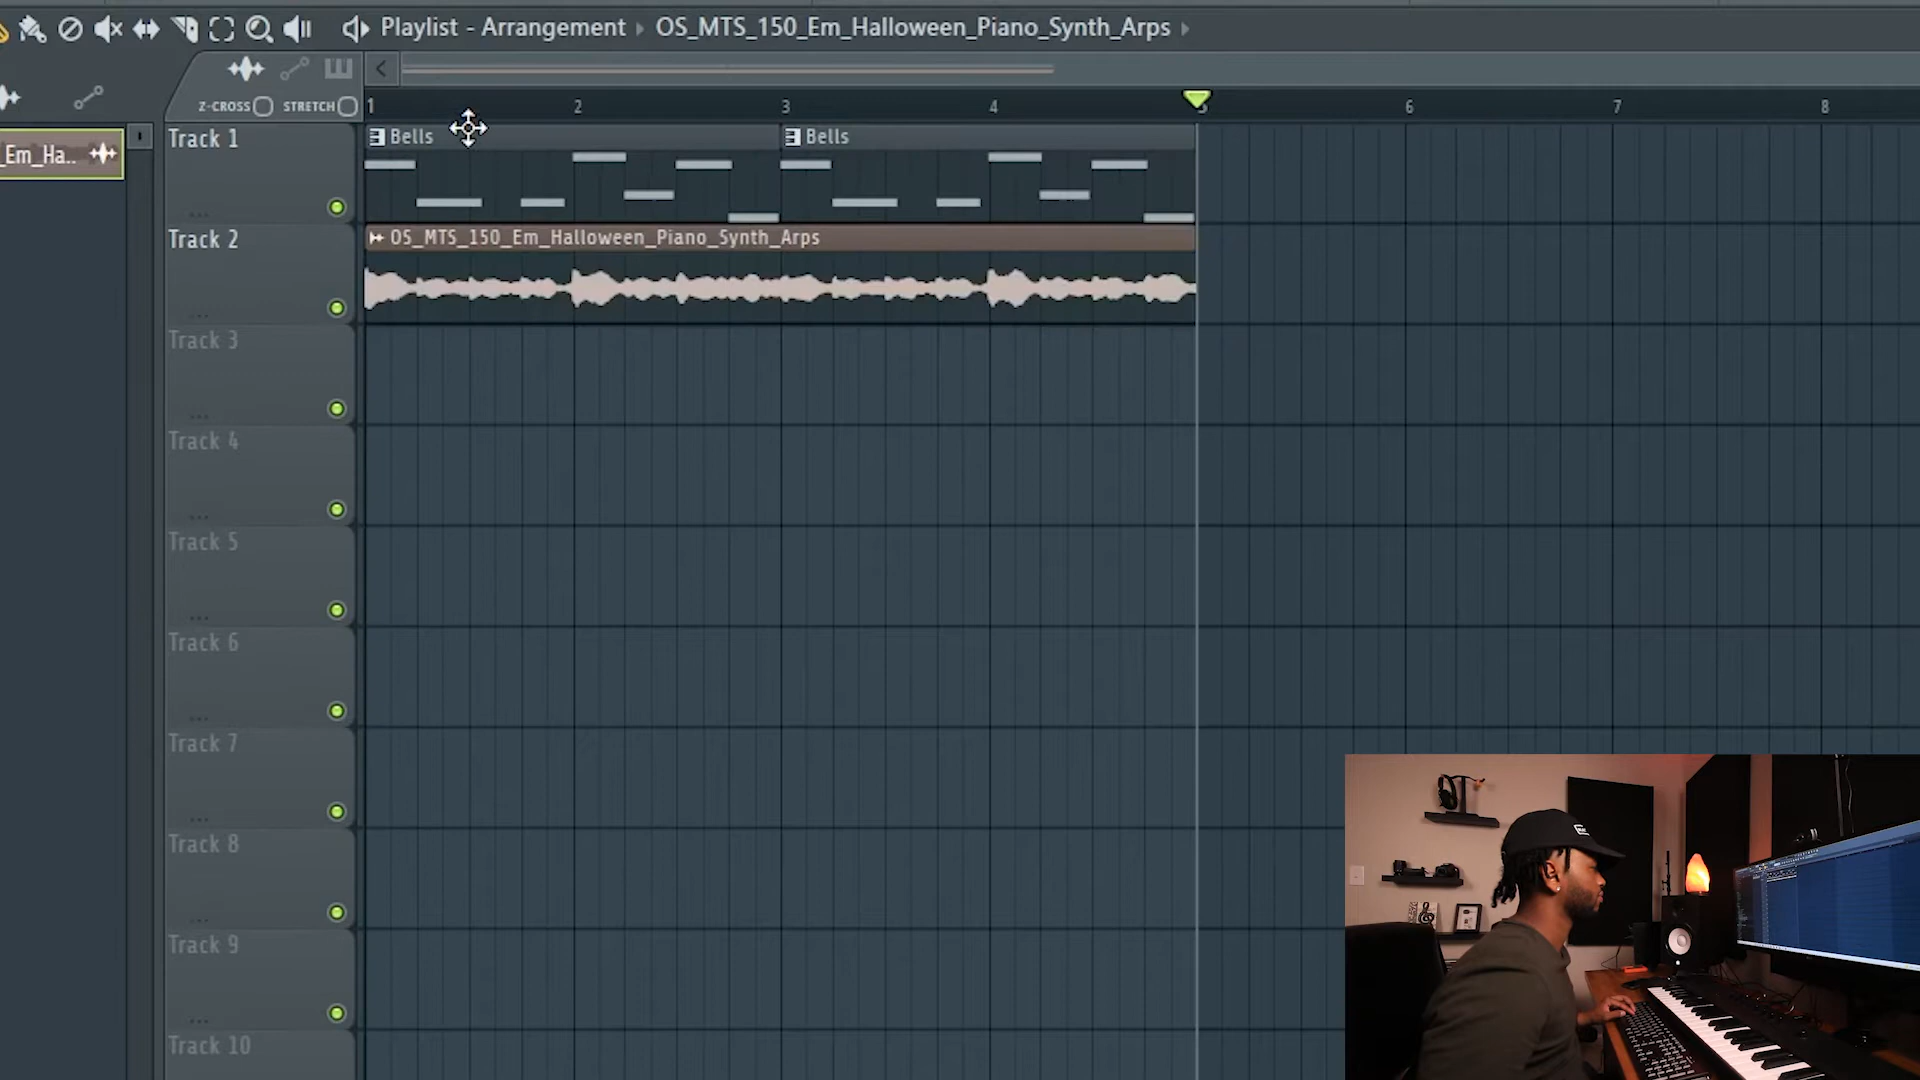 Playlist - Arrangement OS_MTS_150_Em_Halloween_Piano_Synth_Arps
Z-CROSS STRETCH
1 2 3 4 5 6 7 8
_Em_Ha..
Track 1
Bells Bells
Track 2
OS_MTS_150_Em_Halloween_Piano_Synth_Arps
Track 3
Track 4
Track 5
Track 6
Track 7
Track 8
Track 9
Track 10